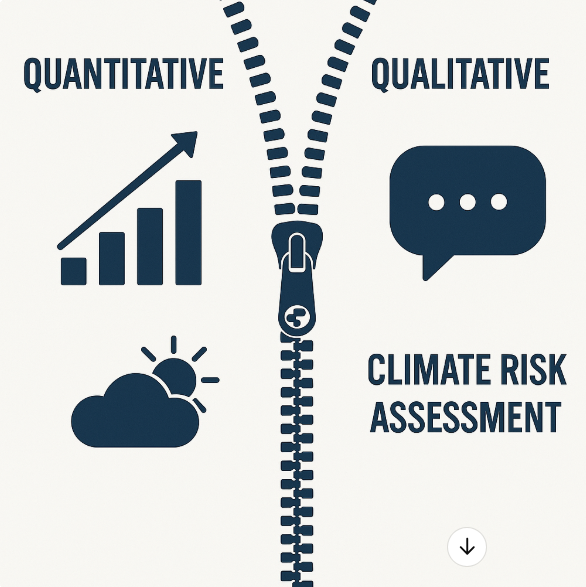 QUANTITATIVE
QUALITATIVE
CLIMATE RISK
ASSESSMENT